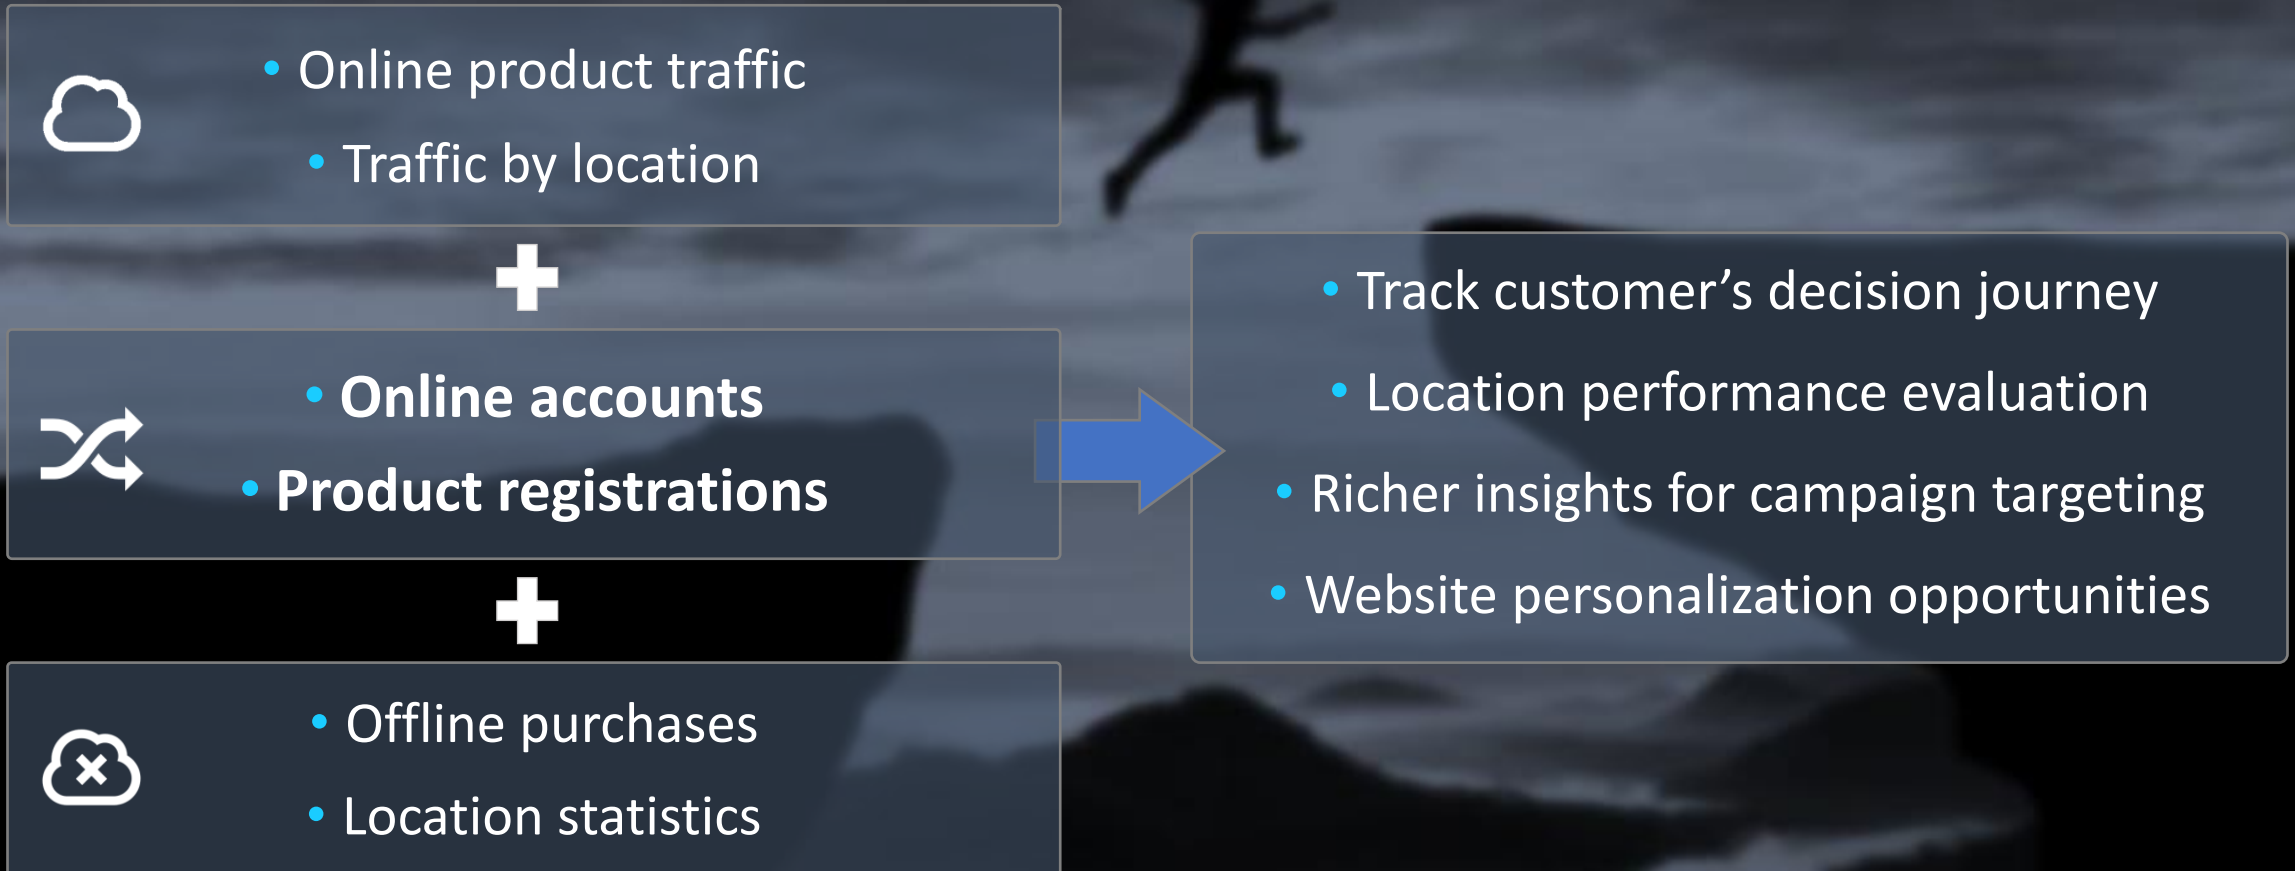 • Online product traffic
• Traffic by location
• Online accounts
• Product registrations
• Offline purchases
• Location statistics
• Track customer’s decision journey
• Location performance evaluation
• Richer insights for campaign targeting
• Website personalization opportunities